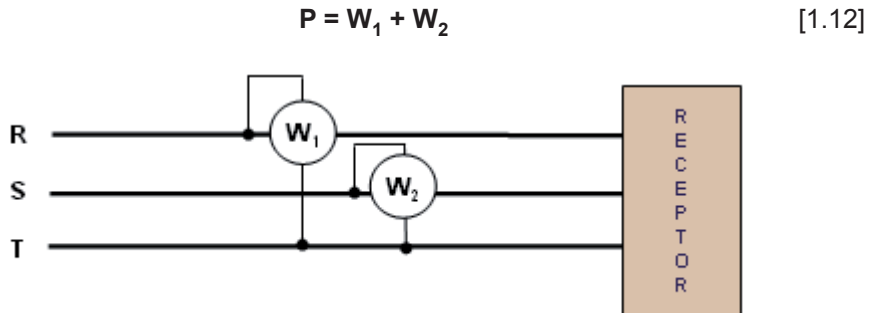 P = W₁ + W₂ [1.12]
R
W₁
S
W₂
T
RECEPTOR